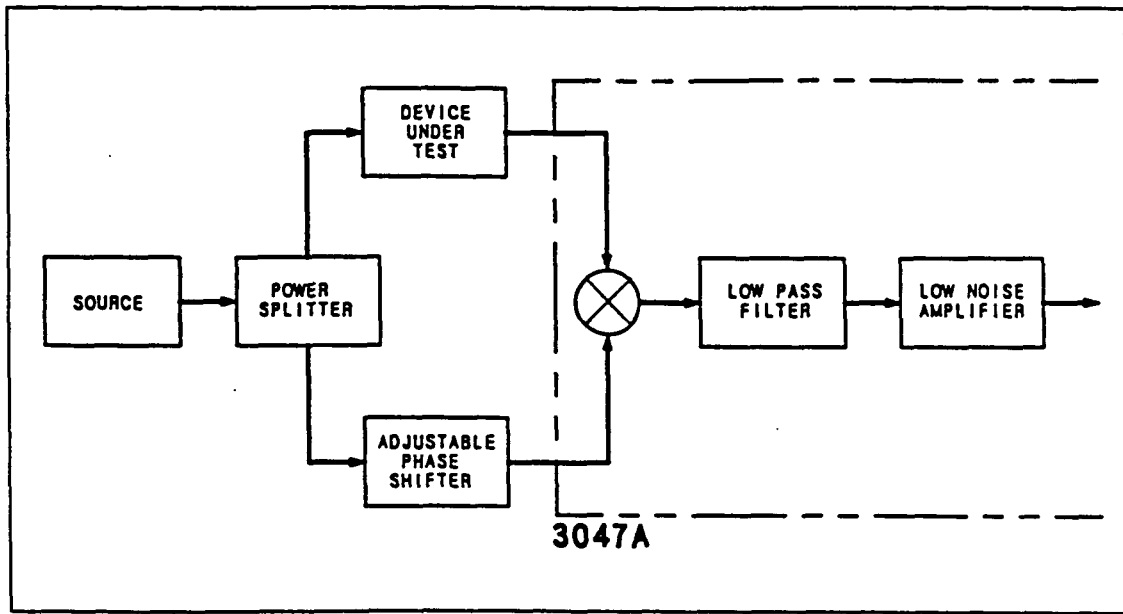 DEVICE
UNDER
TEST
SOURCE
POWER
SPLITTER
LOW PASS
FILTER
LOW NOISE
AMPLIFIER
ADJUSTABLE
PHASE
SHIFTER
3047A